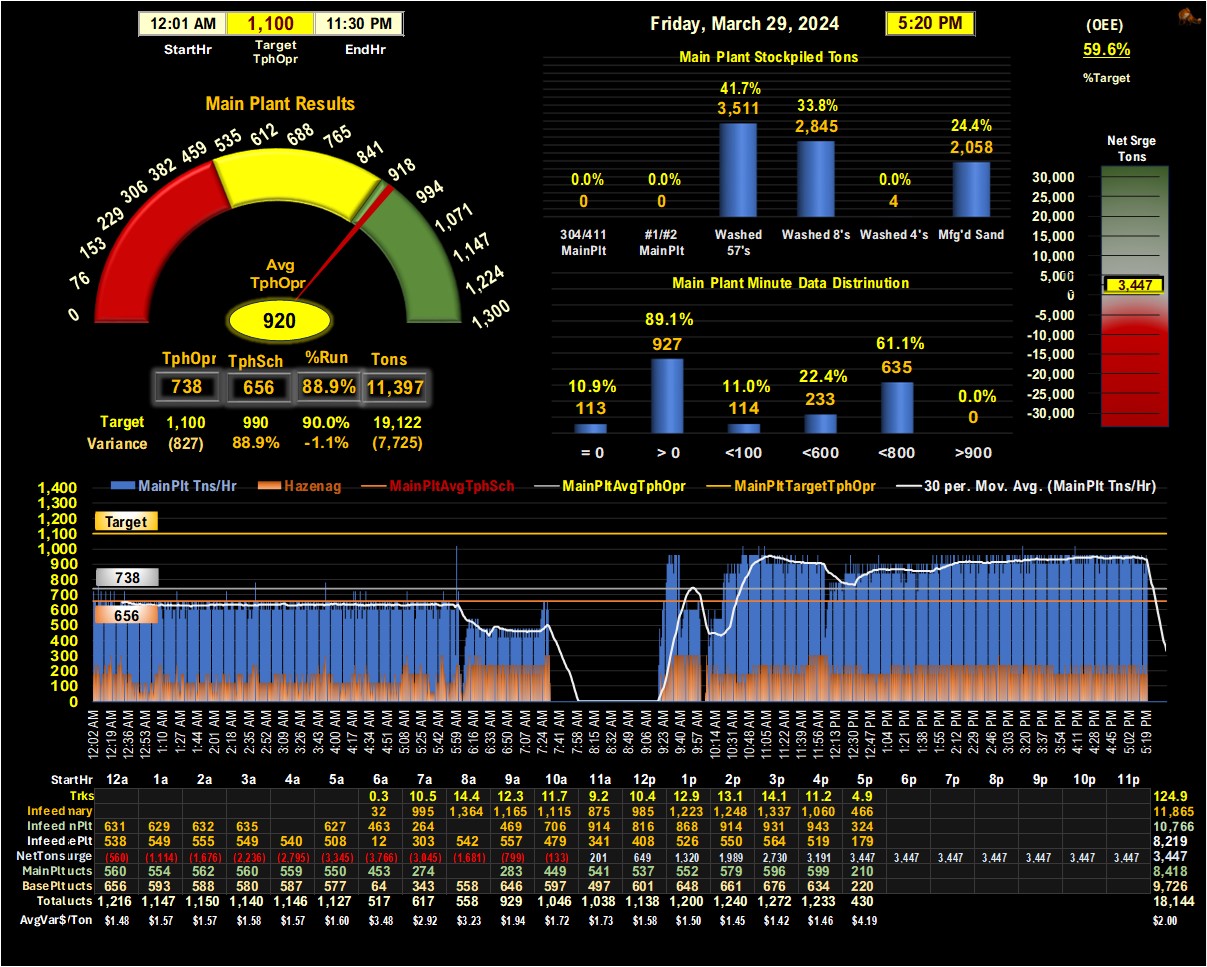 12:01 AM 1,100 11:30 PM
StartHr Target TphOpr EndHr
Friday, March 29, 2024 5:20 PM
(OEE)
59.6%
%Target
Main Plant Results
0 76 153 229 306 382 459 535 612 688 765 841 918 994 1,071 1,147 1,224 1,300
Avg
TphOpr
920
TphOpr TphSch %Run Tons
738 656 88.9% 11,397
Target 1,100 990 90.0% 19,122
Variance (827) 88.9% -1.1% (7,725)
Main Plant Stockpiled Tons
0.0% 0.0% 41.7% 33.8% 0.0% 24.4%
0 0 3,511 2,845 4 2,058
304/411 MainPlt #1/#2 MainPlt Washed 57's Washed 8's Washed 4's Mfg'd Sand
Main Plant Minute Data Distrinution
10.9% 89.1% 11.0% 22.4% 61.1% 0.0%
113 927 114 233 635 0
= 0 > 0 <100 <600 <800 >900
Net Srge
Tons
30,000
25,000
20,000
15,000
10,000
5,000
3,447
0
-5,000
-10,000
-15,000
-20,000
-25,000
-30,000
MainPlt Tns/Hr Hazenag MainPltAvgTphSch MainPltAvgTphOpr MainPltTargetTphOpr 30 per. Mov. Avg. (MainPlt Tns/Hr)
1,400
1,300
1,200
Target
1,100
1,000
900
800
738
700
656
600
500
400
300
200
100
0
12:02 AM 12:19 AM 12:36 AM 12:53 AM 1:10 AM 1:27 AM 1:44 AM 2:01 AM 2:18 AM 2:35 AM 2:52 AM 3:09 AM 3:26 AM 3:43 AM 4:00 AM 4:17 AM 4:34 AM 4:51 AM 5:08 AM 5:25 AM 5:42 AM 5:59 AM 6:16 AM 6:33 AM 6:50 AM 7:07 AM 7:24 AM 7:41 AM 7:58 AM 8:15 AM 8:32 AM 8:49 AM 9:06 AM 9:23 AM 9:40 AM 9:57 AM 10:14 AM 10:31 AM 10:48 AM 11:05 AM 11:22 AM 11:39 AM 11:56 AM 12:13 PM 12:30 PM 12:47 PM 1:04 PM 1:21 PM 1:38 PM 1:55 PM 2:12 PM 2:29 PM 2:46 PM 3:03 PM 3:20 PM 3:37 PM 3:54 PM 4:11 PM 4:28 PM 4:45 PM 5:02 PM 5:19 PM
StartHr 12a 1a 2a 3a 4a 5a 6a 7a 8a 9a 10a 11a 12p 1p 2p 3p 4p 5p 6p 7p 8p 9p 10p 11p
Trks 0.3 10.5 14.4 12.3 11.7 9.2 10.4 12.9 13.1 14.1 11.2 4.9 124.9
Infeed mary 32 995 1,364 1,165 1,115 875 985 1,223 1,248 1,337 1,060 466 11,865
Infeed nPlt 631 629 632 635 627 463 264 469 706 914 816 868 914 931 943 324 10,766
Infeed ePlt 538 549 555 549 540 508 12 303 542 557 479 341 408 526 550 564 519 179 8,219
NetTons urge (560) (1,114) (1,676) (2,236) (2,795) (3,345) (3,766) (3,045) (1,681) (799) (133) 201 649 1,320 1,989 2,730 3,191 3,447 3,447 3,447 3,447 3,447 3,447 3,447 3,447
MainPlt ucts 560 554 562 560 559 550 453 274 283 449 541 537 552 579 596 599 210 8,418
BasePlt ucts 656 593 588 580 587 577 64 343 558 646 597 497 601 648 661 676 634 220 9,726
Total ucts 1,216 1,147 1,150 1,140 1,146 1,127 517 617 558 929 1,046 1,038 1,138 1,200 1,240 1,272 1,233 430 18,144
AvgVar$/Ton $1.48 $1.57 $1.57 $1.58 $1.57 $1.60 $3.48 $2.92 $3.23 $1.94 $1.72 $1.73 $1.58 $1.50 $1.45 $1.42 $1.46 $4.19 $2.00